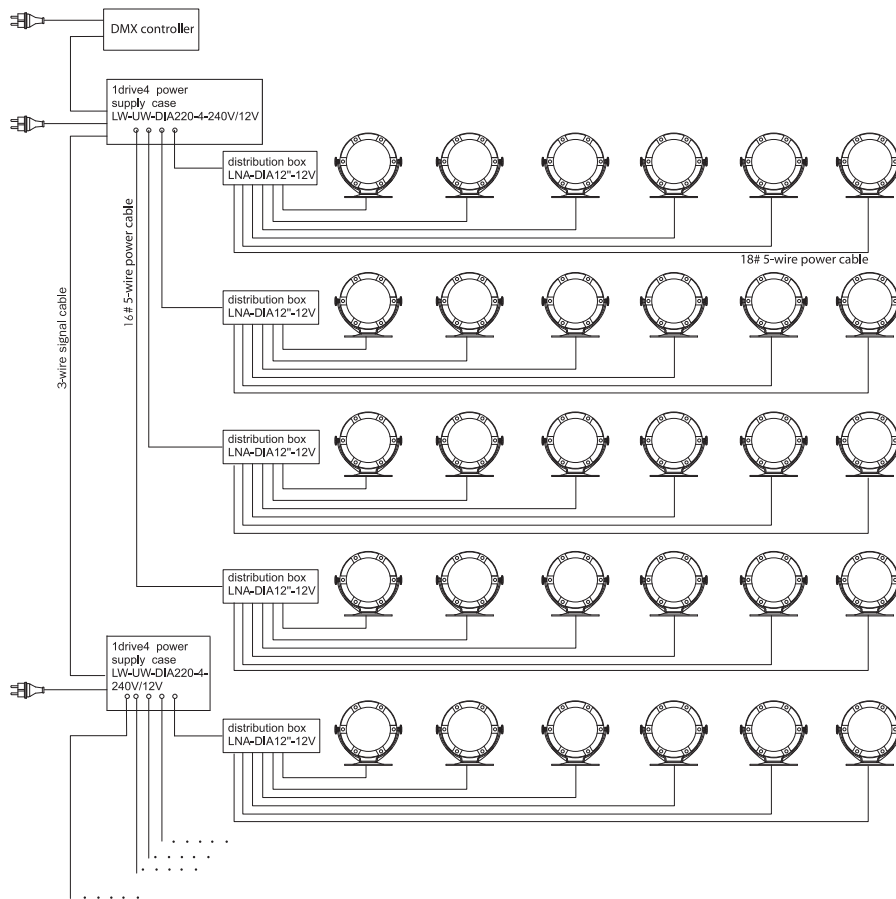 DMX controller
1drive4 power
supply case
LW-UW-DIA220-4-240V/12V
distribution box
LNA-DIA12"-12V
18# 5-wire power cable
16# 5-wire power cable
3-wire signal cable
distribution box
LNA-DIA12"-12V
distribution box
LNA-DIA12"-12V
distribution box
LNA-DIA12"-12V
1drive4 power
supply case
LW-UW-DIA220-4-
240V/12V
distribution box
LNA-DIA12"-12V